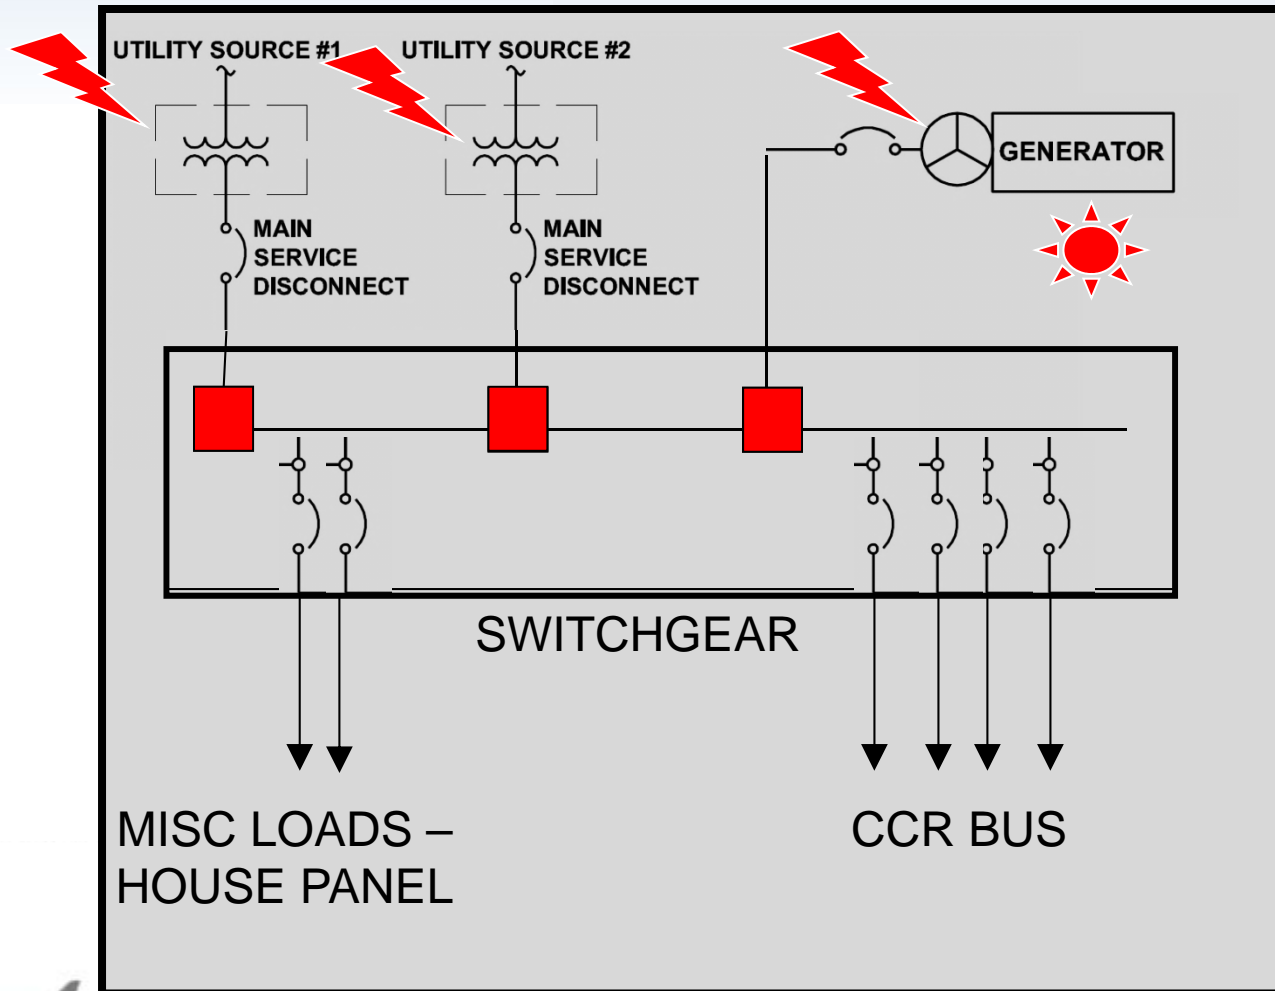 UTILITY SOURCE #1
UTILITY SOURCE #2
GENERATOR
MAIN
SERVICE
DISCONNECT
MAIN
SERVICE
DISCONNECT
SWITCHGEAR
MISC LOADS –
HOUSE PANEL
CCR BUS